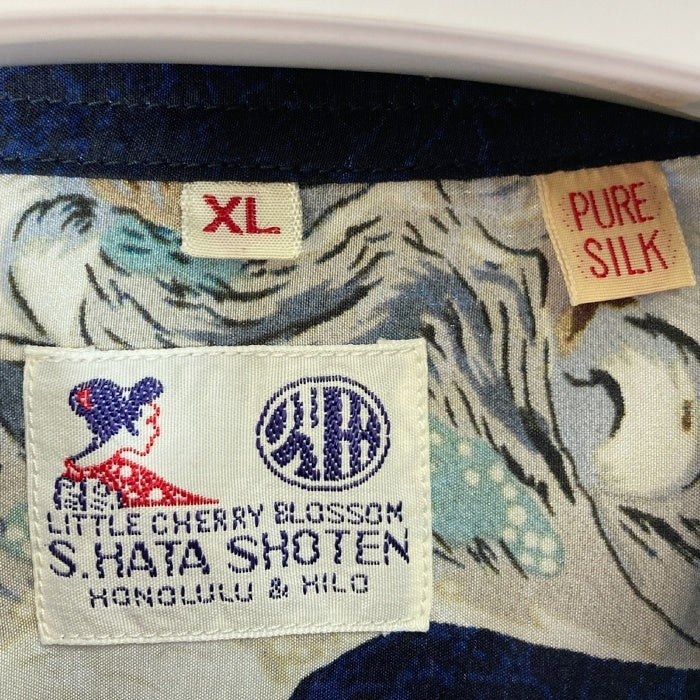 XL
PURE
SILK
LITTLE CHERRY BLOSSOM
S.HATA SHOTEN
HONOLULU & HILO